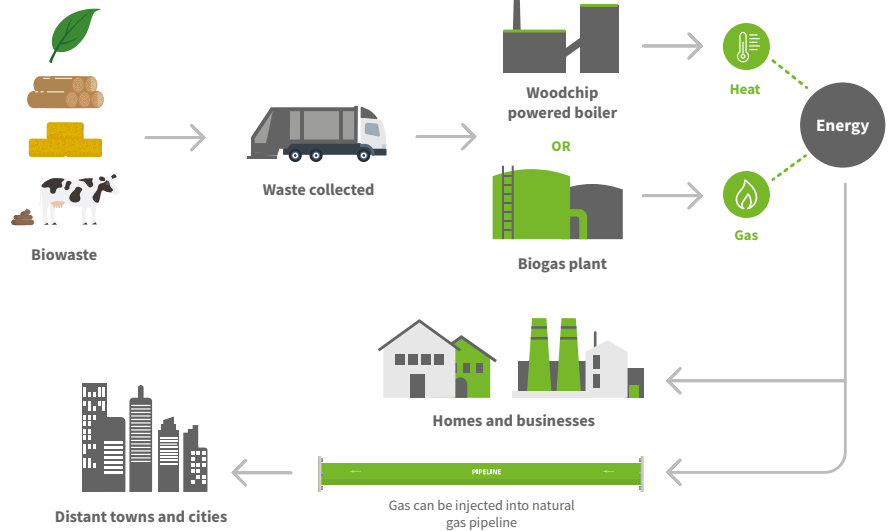 Biowaste
Waste collected
Woodchip
powered boiler
OR
Biogas plant
Heat
Gas
Energy
Homes and businesses
PIPELINE
Gas can be injected into natural
gas pipeline
Distant towns and cities